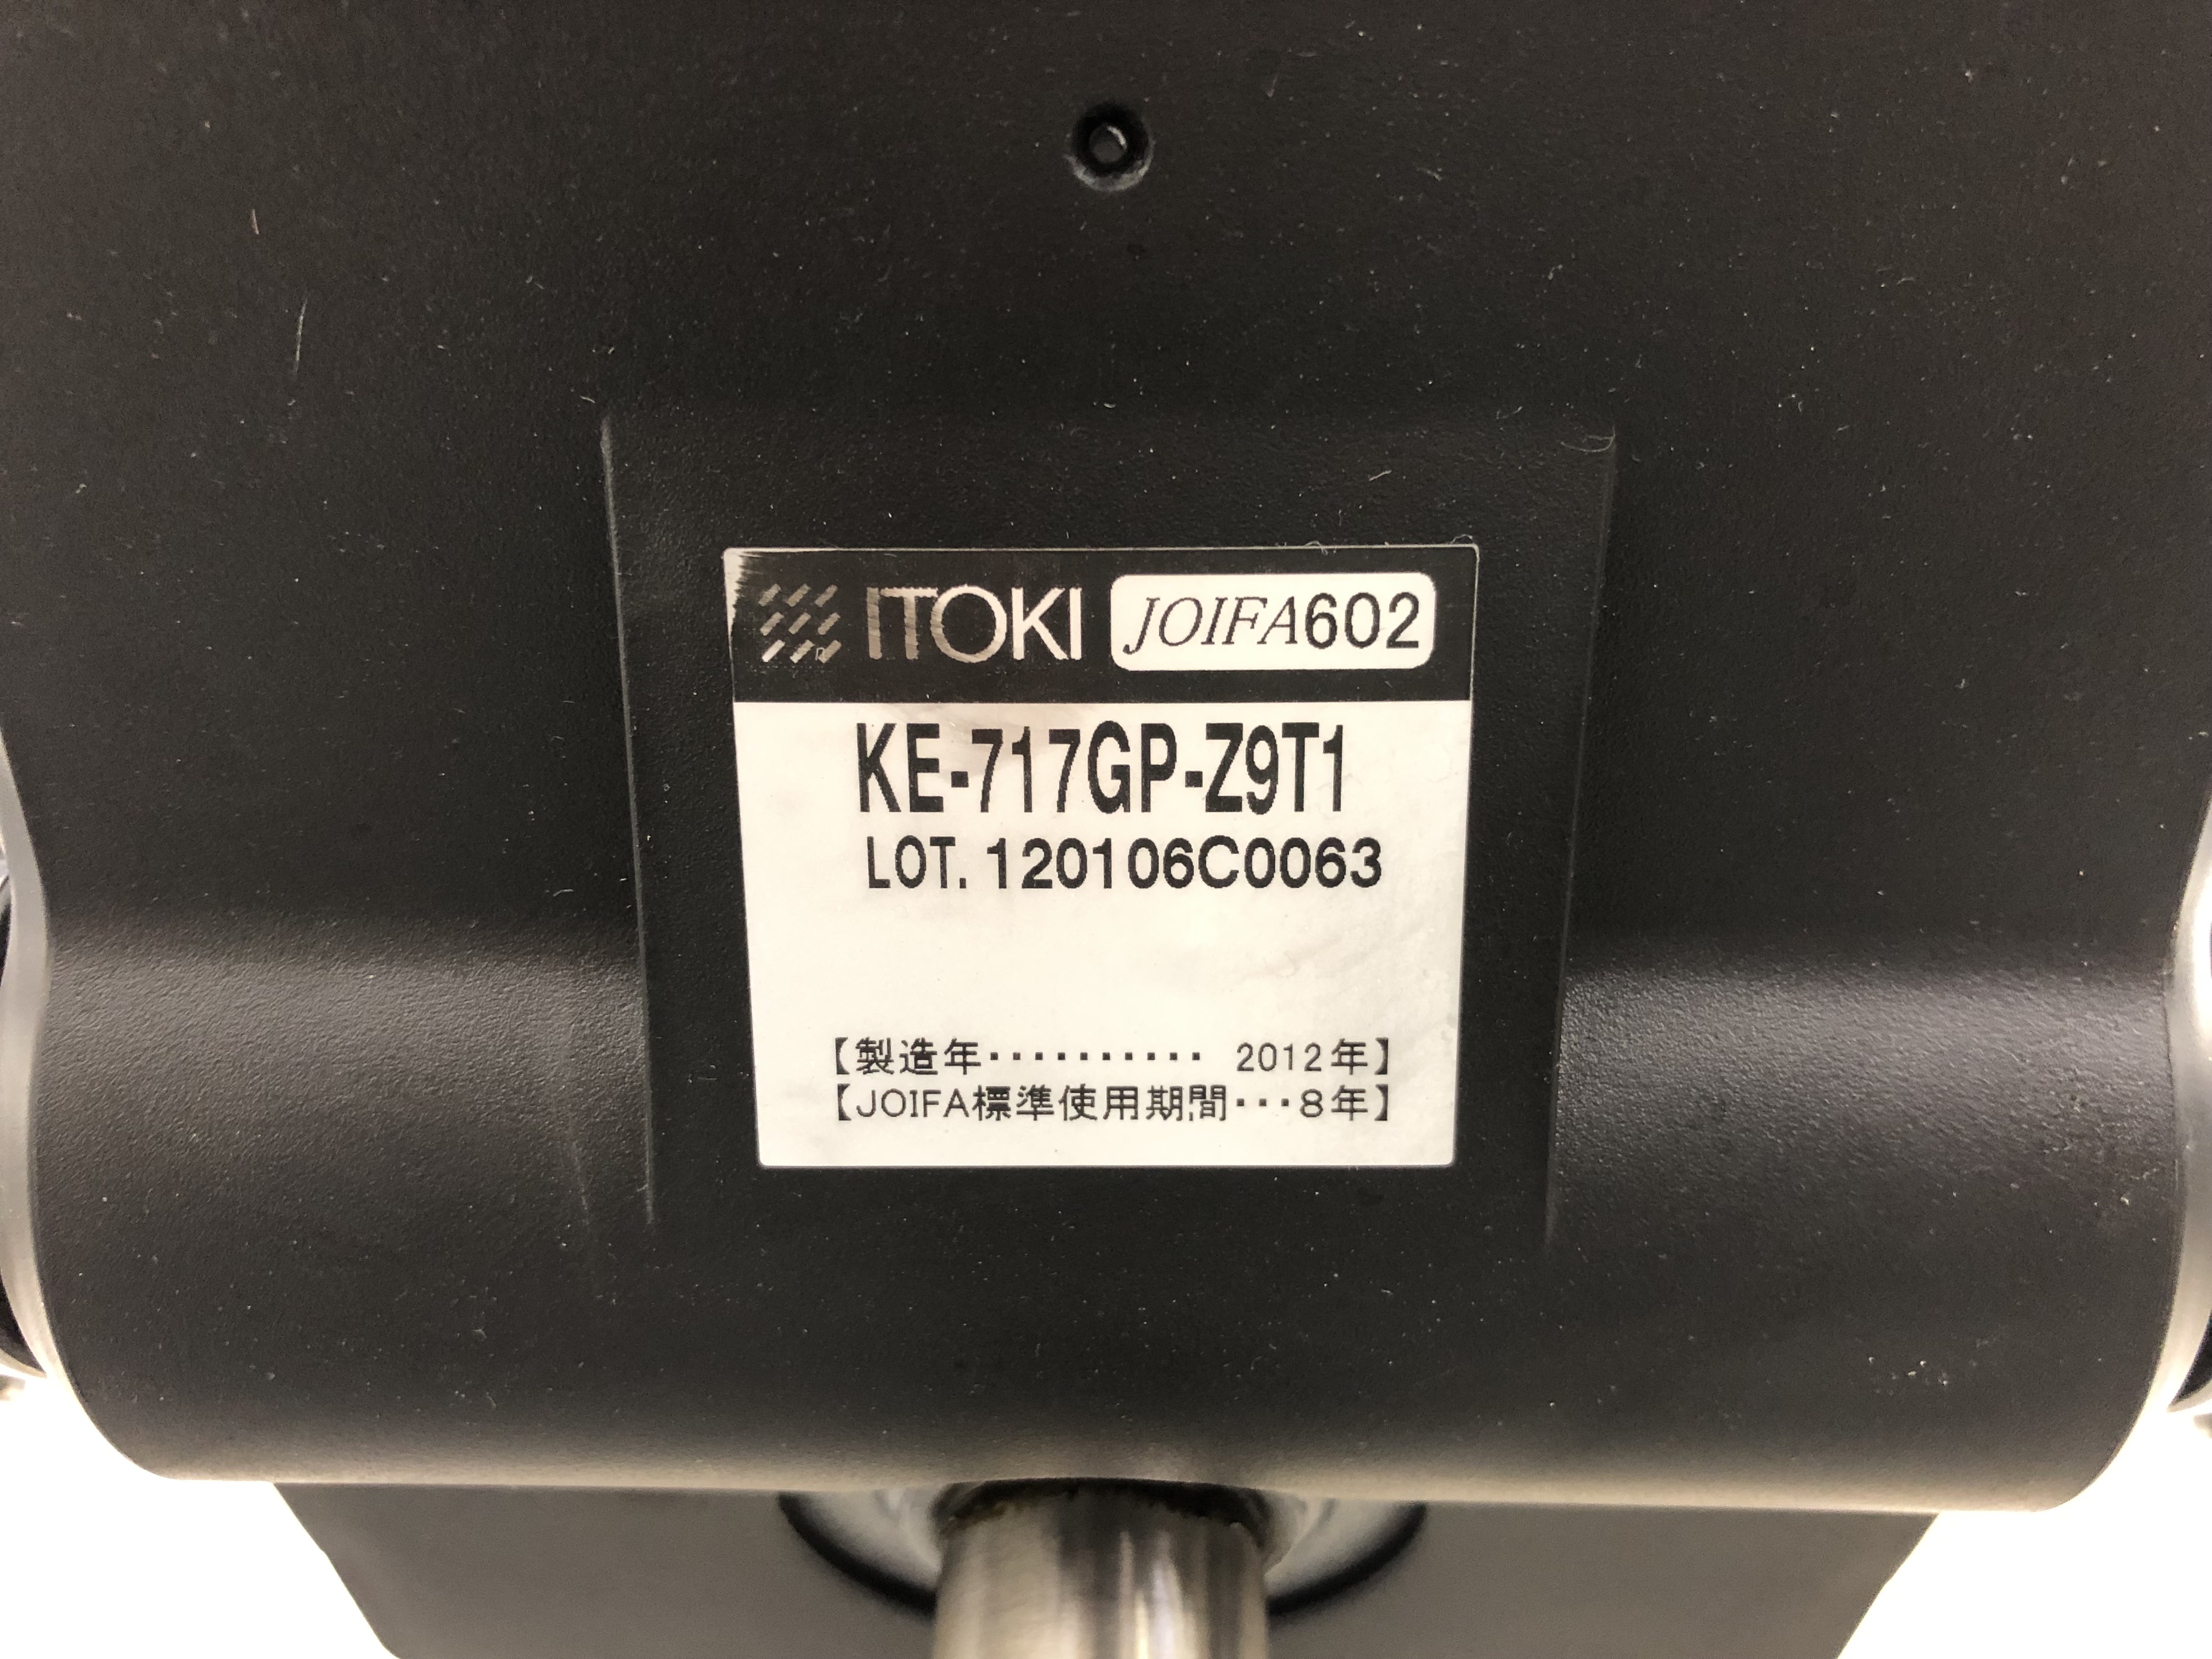 ITOKI JOIFA602
KE-717GP-Z9T1
LOT. 120106C0063
【製造年・・・・・・・・・・ 2012年】
【JOIFA標準使用期間・・・8年】